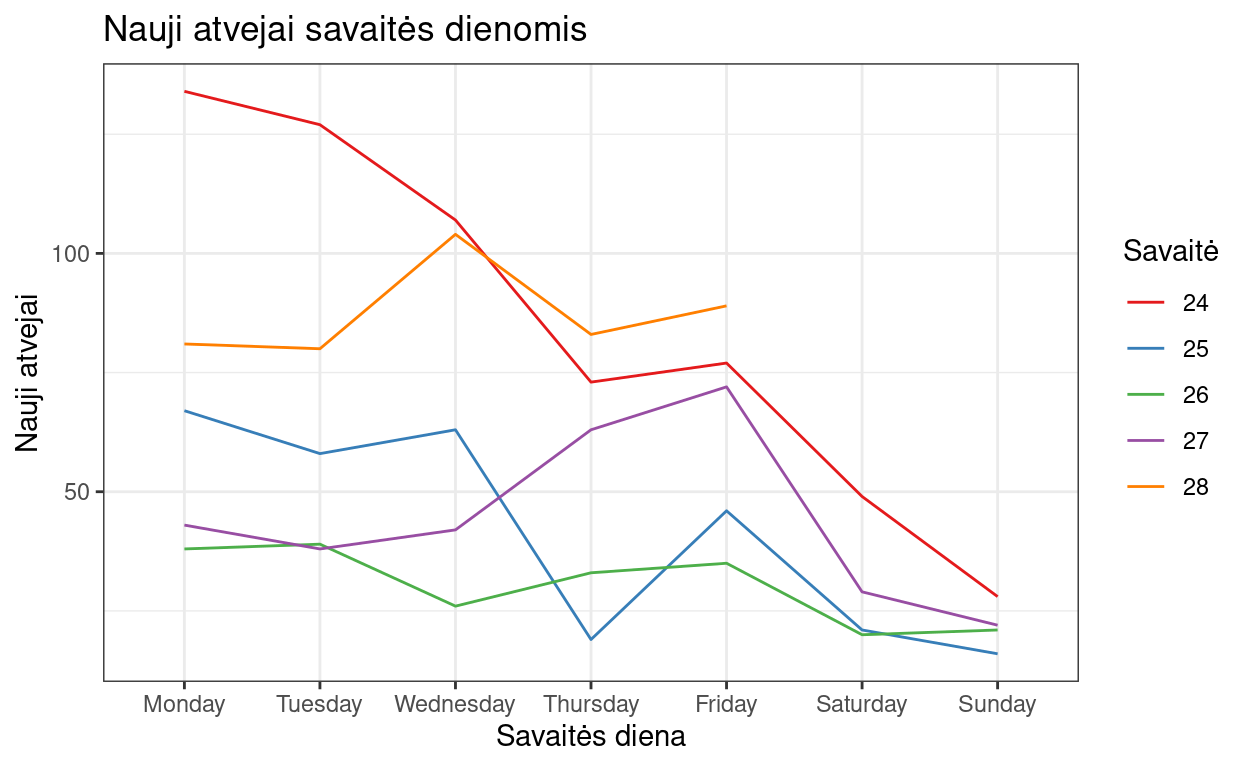 Nauji atvejai savaitės dienomis
Nauji atvejai
100
50
Monday Tuesday Wednesday Thursday Friday Saturday Sunday
Savaitės diena
Savaitė
24
25
26
27
28